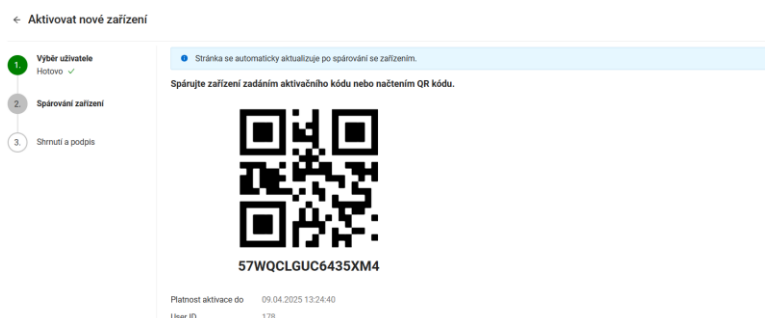 ← Aktivovat nové zařízení
1. Výběr uživatele
Hotovo ✓
2. Spárování zařízení
3. Shrnutí a podpis
Stránka se automaticky aktualizuje po spárování se zařízením.
Spárujte zařízení zadáním aktivačního kódu nebo načtením QR kódu.
57WQCLGUC6435XM4
Platnost aktivace do 09.04.2025 13:24:40
User ID 178